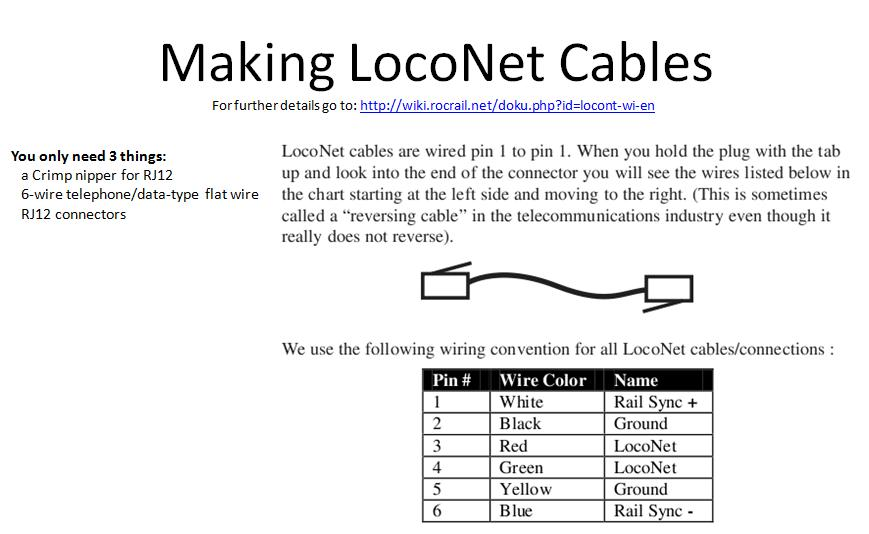 Making LocoNet Cables
For further details go to: http://wiki.rocrail.net/doku.php?id=locont-wi-en
You only need 3 things:
a Crimp nipper for RJ12
6-wire telephone/data-type flat wire
RJ12 connectors
LocoNet cables are wired pin 1 to pin 1. When you hold the plug with the tab
up and look into the end of the connector you will see the wires listed below in
the chart starting at the left side and moving to the right. (This is sometimes
called a “reversing cable” in the telecommunications industry even though it
really does not reverse).
We use the following wiring convention for all LocoNet cables/connections :
Pin # Wire Color Name
1 White Rail Sync +
2 Black Ground
3 Red LocoNet
4 Green LocoNet
5 Yellow Ground
6 Blue Rail Sync -